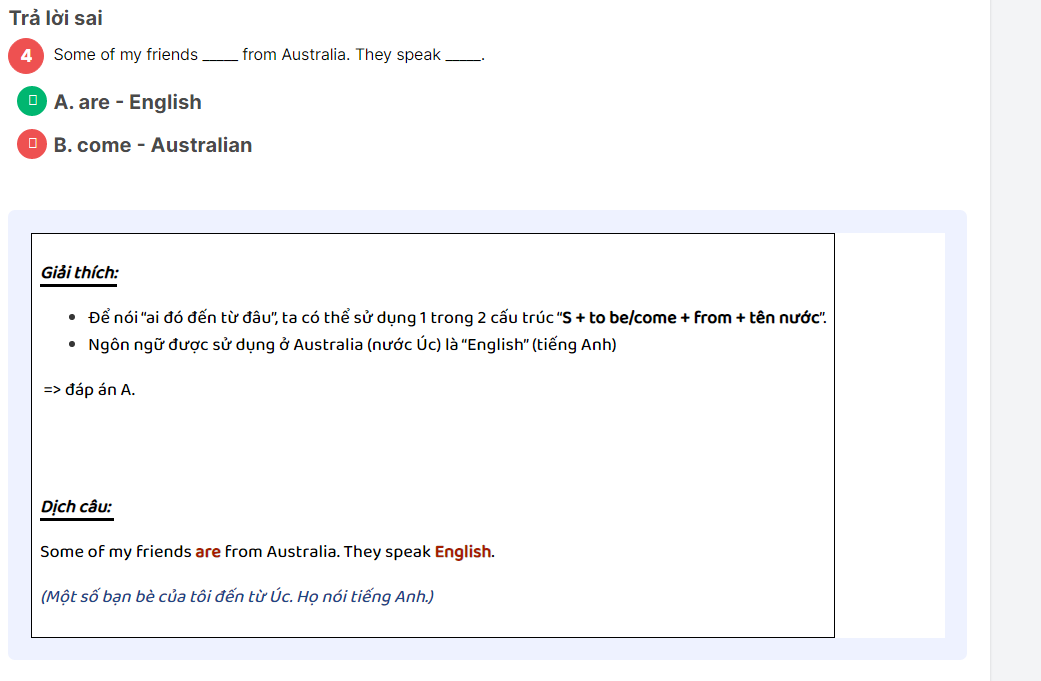 Trả lời sai
4 Some of my friends _____ from Australia. They speak _____.
A. are - English
B. come - Australian
Giải thích:
• Để nói “ai đó đến từ đâu”, ta có thể sử dụng 1 trong 2 cấu trúc “S + to be/come + from + tên nước”.
• Ngôn ngữ được sử dụng ở Australia (nước Úc) là “English” (tiếng Anh)
=> đáp án A.
Dịch câu:
Some of my friends are from Australia. They speak English.
(Một số bạn bè của tôi đến từ Úc. Họ nói tiếng Anh.)